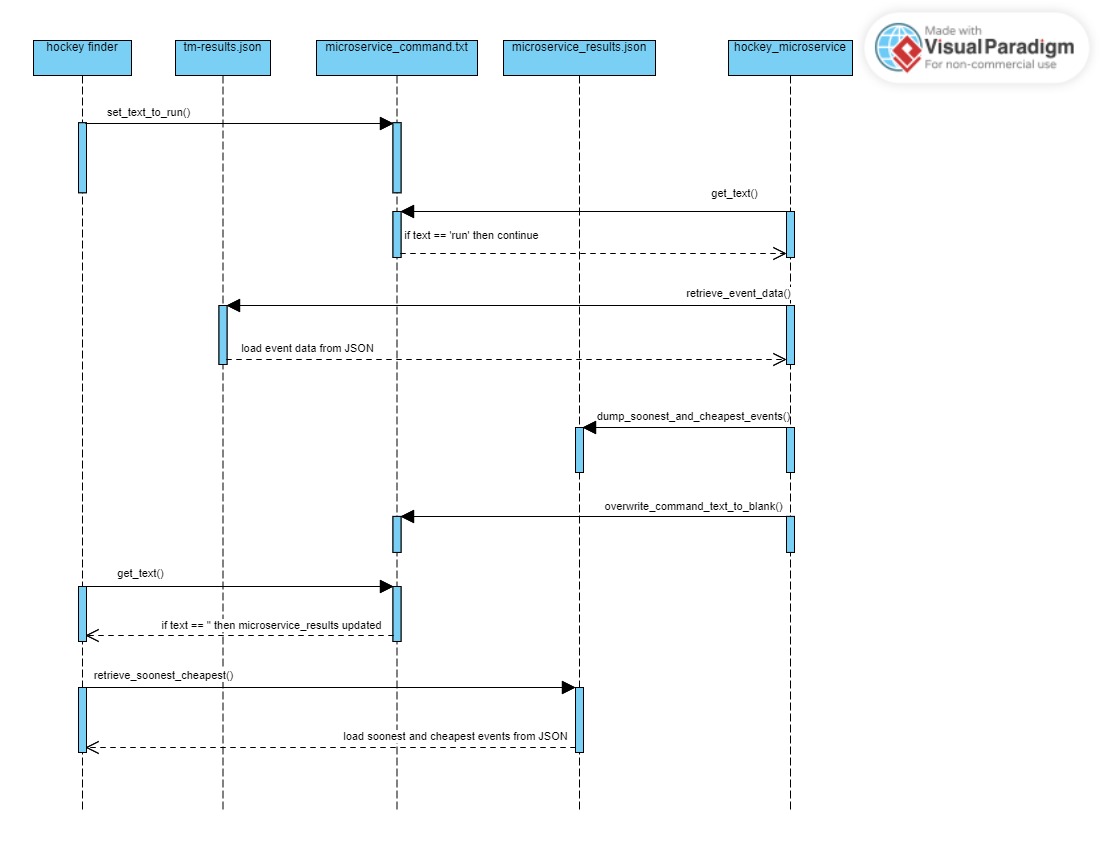 hockey finder
tm-results.json
microservice_command.txt
microservice_results.json
hockey_microservice
Made with
Visual Paradigm
For non-commercial use
set_text_to_run()
get_text()
if text == 'run' then continue
retrieve_event_data()
load event data from JSON
dump_soonest_and_cheapest_events()
overwrite_command_text_to_blank()
get_text()
if text == '' then microservice_results updated
retrieve_soonest_cheapest()
load soonest and cheapest events from JSON